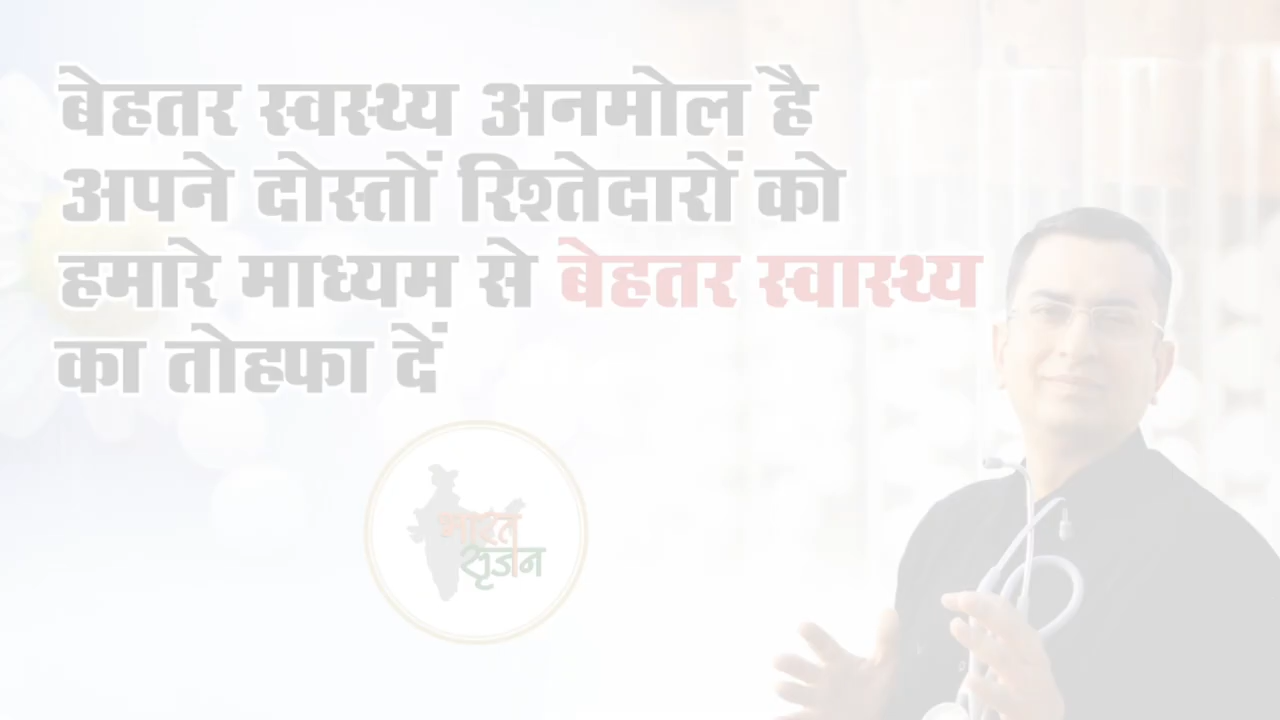 बेहतर स्वस्थ्य अनमोल है
अपने दोस्तों रिश्तेदारों को
हमारे माध्यम से बेहतर स्वास्थ्य
का तोहफा दें
भारत
सृजन